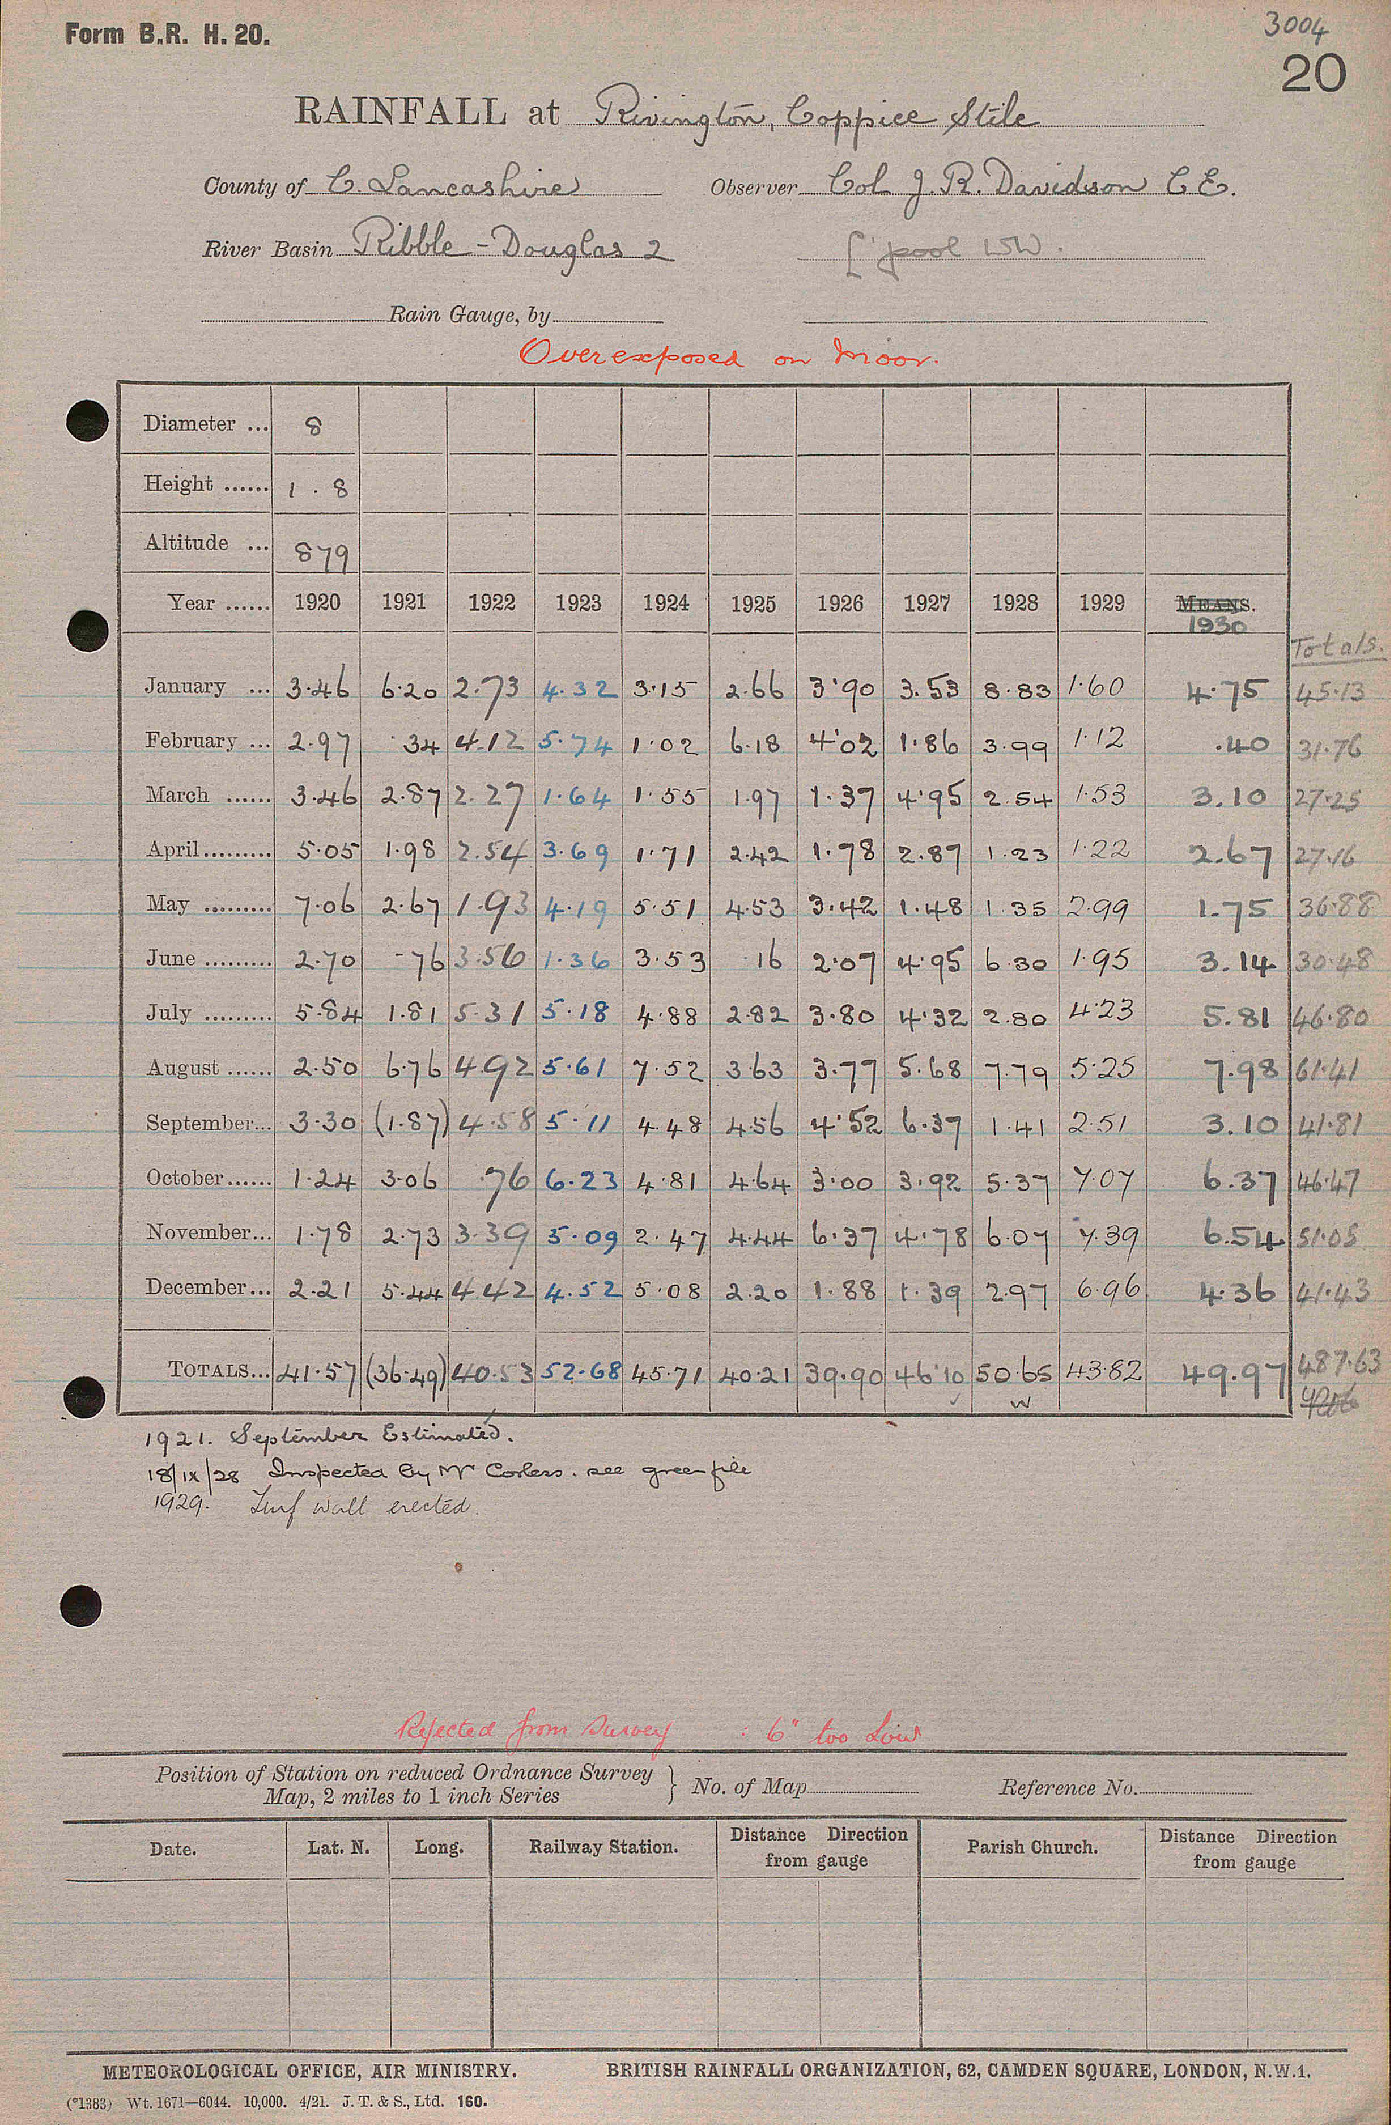 Form B.R. H. 20.
3004
20
RAINFALL at Rivington, Coppice Stile
County of C. Lancashire Observer Col J. R. Davidson C E.
River Basin Ribble - Douglas 2 L'pool WW.
Rain Gauge, by
Overexposed on Moor.
Diameter ... 8
Height ...... 1 . 8
Altitude ... 879
Year ...... 1920 1921 1922 1923 1924 1925 1926 1927 1928 1929 MEANS.
1930
Totals.
January ... 3.46 6.20 2.73 4.32 3.15 2.66 3.90 3.53 8.83 1.60 4.75 45.13
February ... 2.97 .34 4.12 5.74 1.02 6.18 4.02 1.86 3.99 1.12 .40 31.76
March ...... 3.46 2.87 2.27 1.64 1.55 1.97 1.37 4.95 2.54 1.53 3.10 27.25
April ......... 5.05 1.98 2.54 3.69 1.71 2.42 1.78 2.87 1.23 1.22 2.67 27.16
May ......... 7.06 2.67 1.93 4.19 5.51 4.53 3.42 1.48 1.35 2.99 1.75 36.88
June ......... 2.70 .76 3.56 1.36 3.53 .16 2.07 4.95 6.30 1.95 3.14 30.48
July ......... 5.84 1.81 5.31 5.18 4.88 2.82 3.80 4.32 2.80 4.23 5.81 46.80
August ...... 2.50 6.76 4.92 5.61 7.52 3.63 3.77 5.68 7.79 5.25 7.98 61.41
September... 3.30 (1.87) 4.58 5.11 4.48 4.56 4.52 6.37 1.41 2.51 3.10 41.81
October...... 1.24 3.06 .76 6.23 4.81 4.64 3.00 3.92 5.37 7.07 6.37 46.47
November... 1.78 2.73 3.39 5.09 2.47 4.44 6.37 4.78 6.07 7.39 6.54 51.05
December... 2.21 5.44 4.42 4.52 5.08 2.20 1.88 1.39 2.97 6.96 4.36 41.43
TOTALS... 41.57 (36.49) 40.53 52.68 45.71 40.21 39.90 46.10 50.65 43.82 49.97 487.63
1921. September Estimated.
18/IX/28 Inspected by Mr Corless. see green file
1929. Turf wall erected.
Rejected from Survey : 6" too Low
Position of Station on reduced Ordnance Survey
Map, 2 miles to 1 inch Series } No. of Map Reference No.
Date. Lat. N. Long. Railway Station. Distance from gauge Direction Parish Church. Distance from gauge Direction
METEOROLOGICAL OFFICE, AIR MINISTRY. BRITISH RAINFALL ORGANIZATION, 62, CAMDEN SQUARE, LONDON, N.W.1.
(*1383) Wt. 1671—6044. 10,000. 4/21. J. T. & S., Ltd. 160.